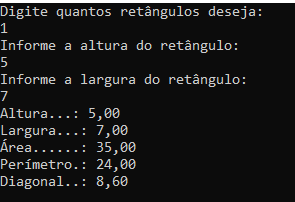 Digite quantos retângulos deseja:
1
Informe a altura do retângulo:
5
Informe a largura do retângulo:
7
Altura...: 5,00
Largura...: 7,00
Área......: 35,00
Perímetro.: 24,00
Diagonal..: 8,60